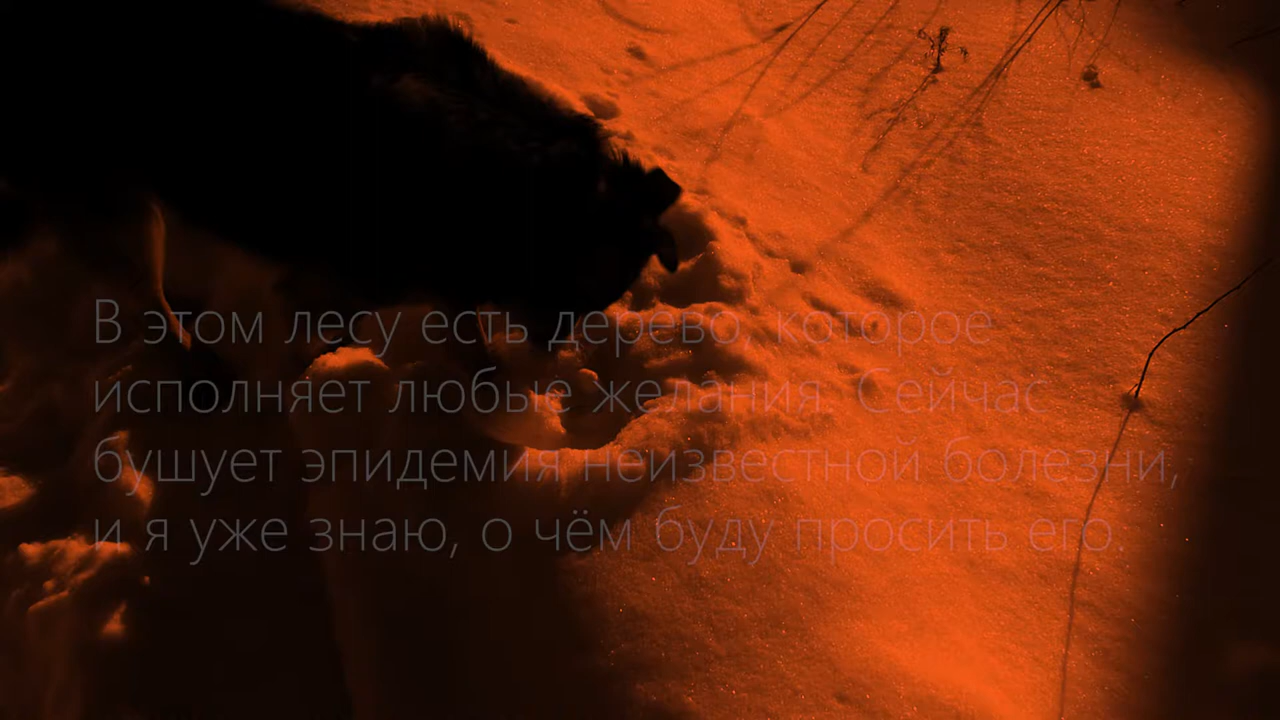 В этом лесу есть дерево, которое
исполняет любые желания. Сейчас
бушует эпидемия неизвестной болезни,
и я уже знаю, о чём буду просить его.